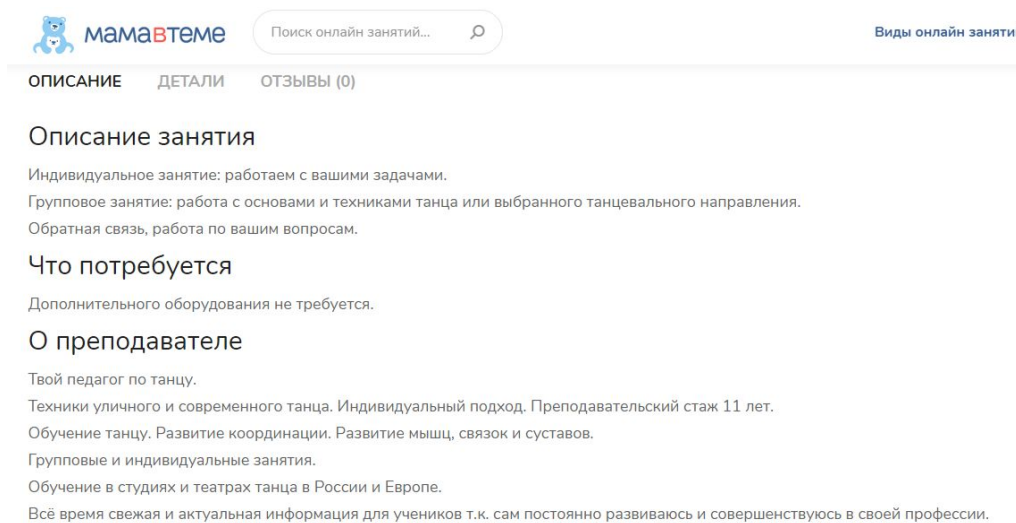 мамавтеме
Поиск онлайн занятий...
Виды онлайн заняти
ОПИСАНИЕ ДЕТАЛИ ОТЗЫВЫ (0)
Описание занятия
Индивидуальное занятие: работаем с вашими задачами.
Групповое занятие: работа с основами и техниками танца или выбранного танцевального направления.
Обратная связь, работа по вашим вопросам.
Что потребуется
Дополнительного оборудования не требуется.
О преподавателе
Твой педагог по танцу.
Техники уличного и современного танца. Индивидуальный подход. Преподавательский стаж 11 лет.
Обучение танцу. Развитие координации. Развитие мышц, связок и суставов.
Групповые и индивидуальные занятия.
Обучение в студиях и театрах танца в России и Европе.
Всё время свежая и актуальная информация для учеников т.к. сам постоянно развиваюсь и совершенствуюсь в своей профессии.